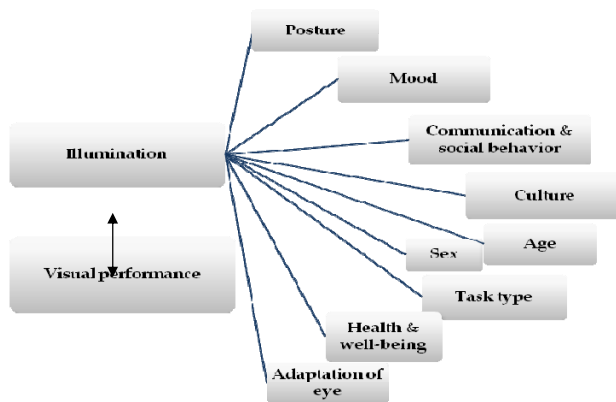 Posture
Mood
Communication &
social behavior
Illumination
Culture
Age
Sex
Visual performance
Task type
Health &
well-being
Adaptation of
eye